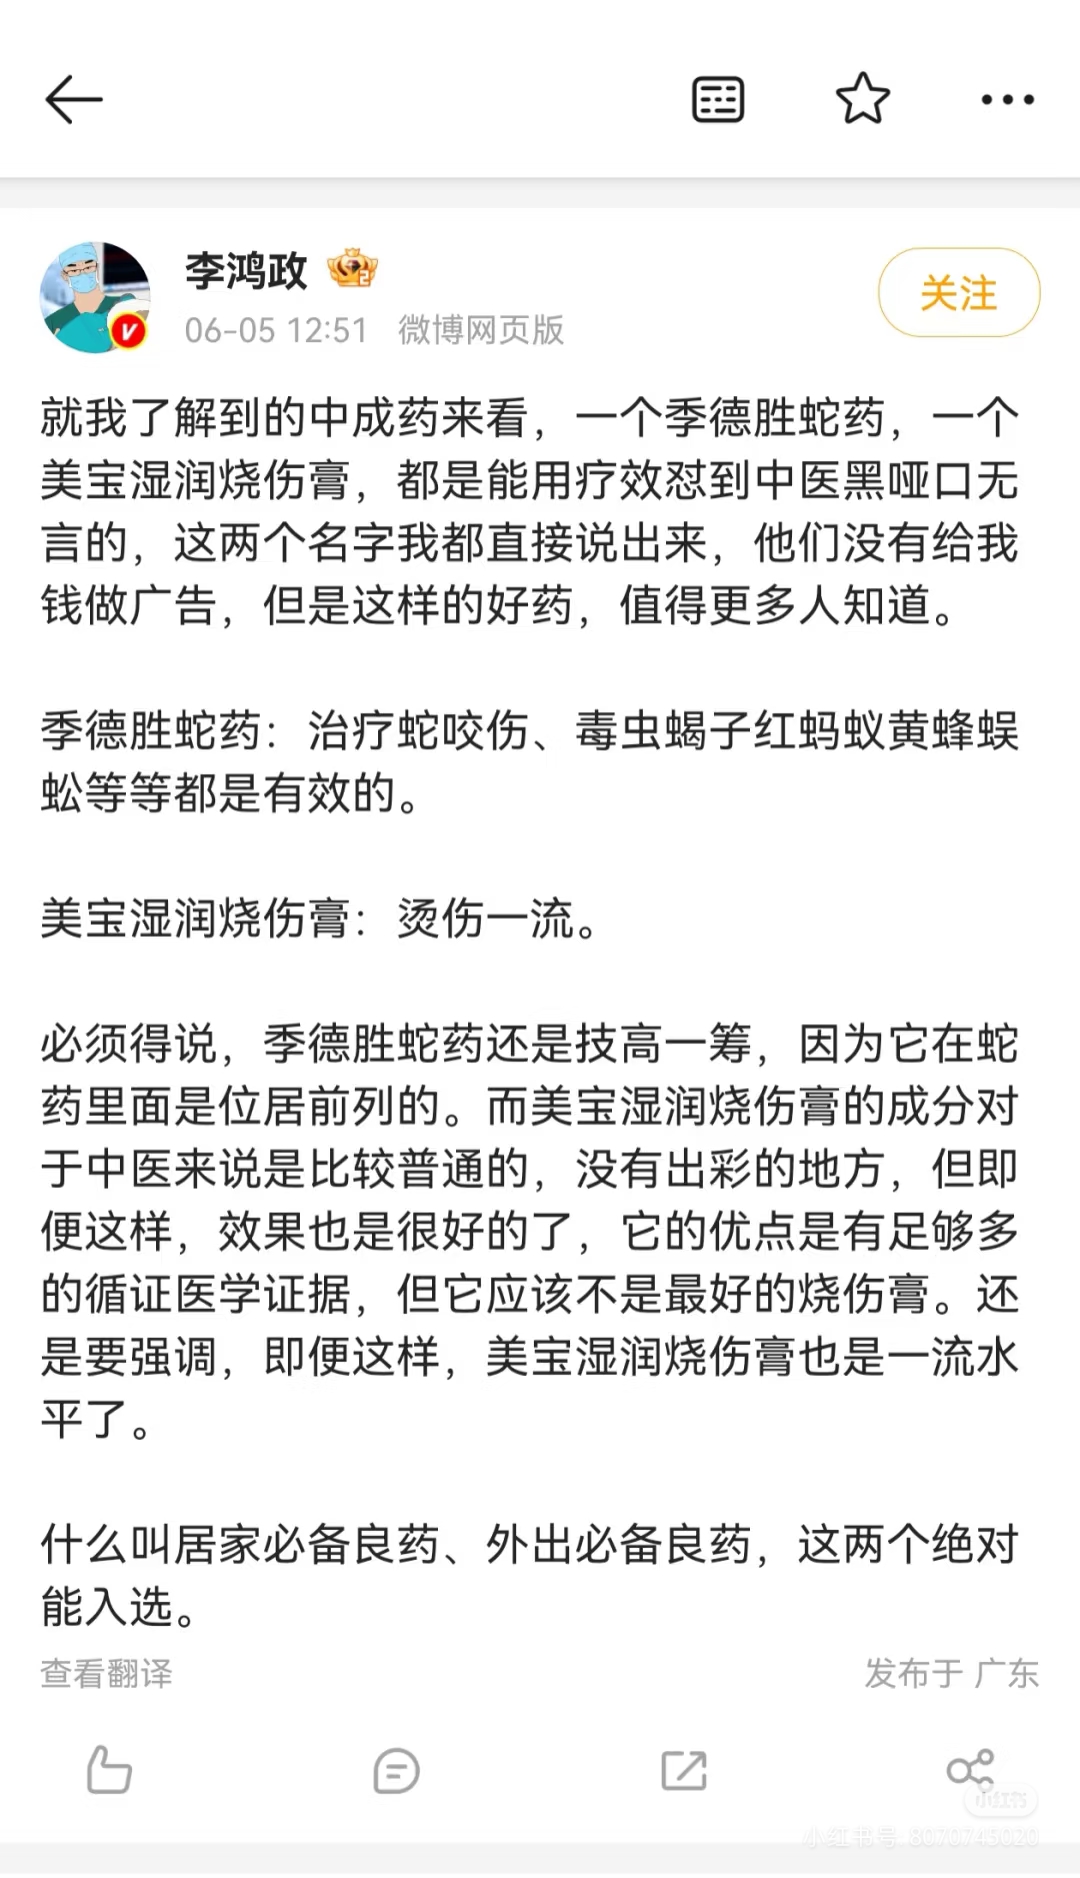 李鸿政
06-05 12:51 微博网页版
关注
就我了解到的中成药来看，一个季德胜蛇药，一个
美宝湿润烧伤膏，都是能用疗效怼到中医黑哑口无
言的，这两个名字我都直接说出来，他们没有给我
钱做广告，但是这样的好药，值得更多人知道。
季德胜蛇药：治疗蛇咬伤、毒虫蝎子红蚂蚁黄蜂蜈
蚣等等都是有效的。
美宝湿润烧伤膏：烫伤一流。
必须得说，季德胜蛇药还是技高一筹，因为它在蛇
药里面是位居前列的。而美宝湿润烧伤膏的成分对
于中医来说是比较普通的，没有出彩的地方，但即
便这样，效果也是很好的了，它的优点是有足够多
的循证医学证据，但它应该不是最好的烧伤膏。还
是要强调，即便这样，美宝湿润烧伤膏也是一流水
平了。
什么叫居家必备良药、外出必备良药，这两个绝对
能入选。
查看翻译
发布于 广东
小红书
小红书号: 8070743020